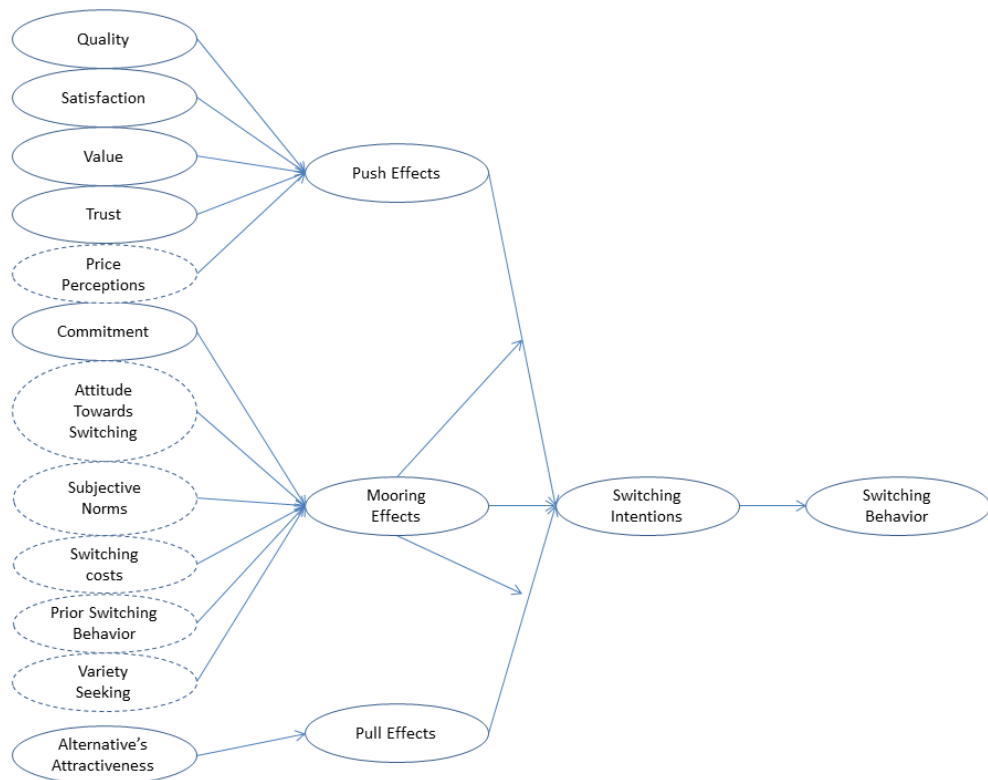 Quality
Satisfaction
Value
Trust
Price
Perceptions
Commitment
Attitude
Towards
Switching
Subjective
Norms
Switching
costs
Prior Switching
Behavior
Variety
Seeking
Alternative's
Attractiveness
Push Effects
Mooring
Effects
Pull Effects
Switching
Intentions
Switching
Behavior